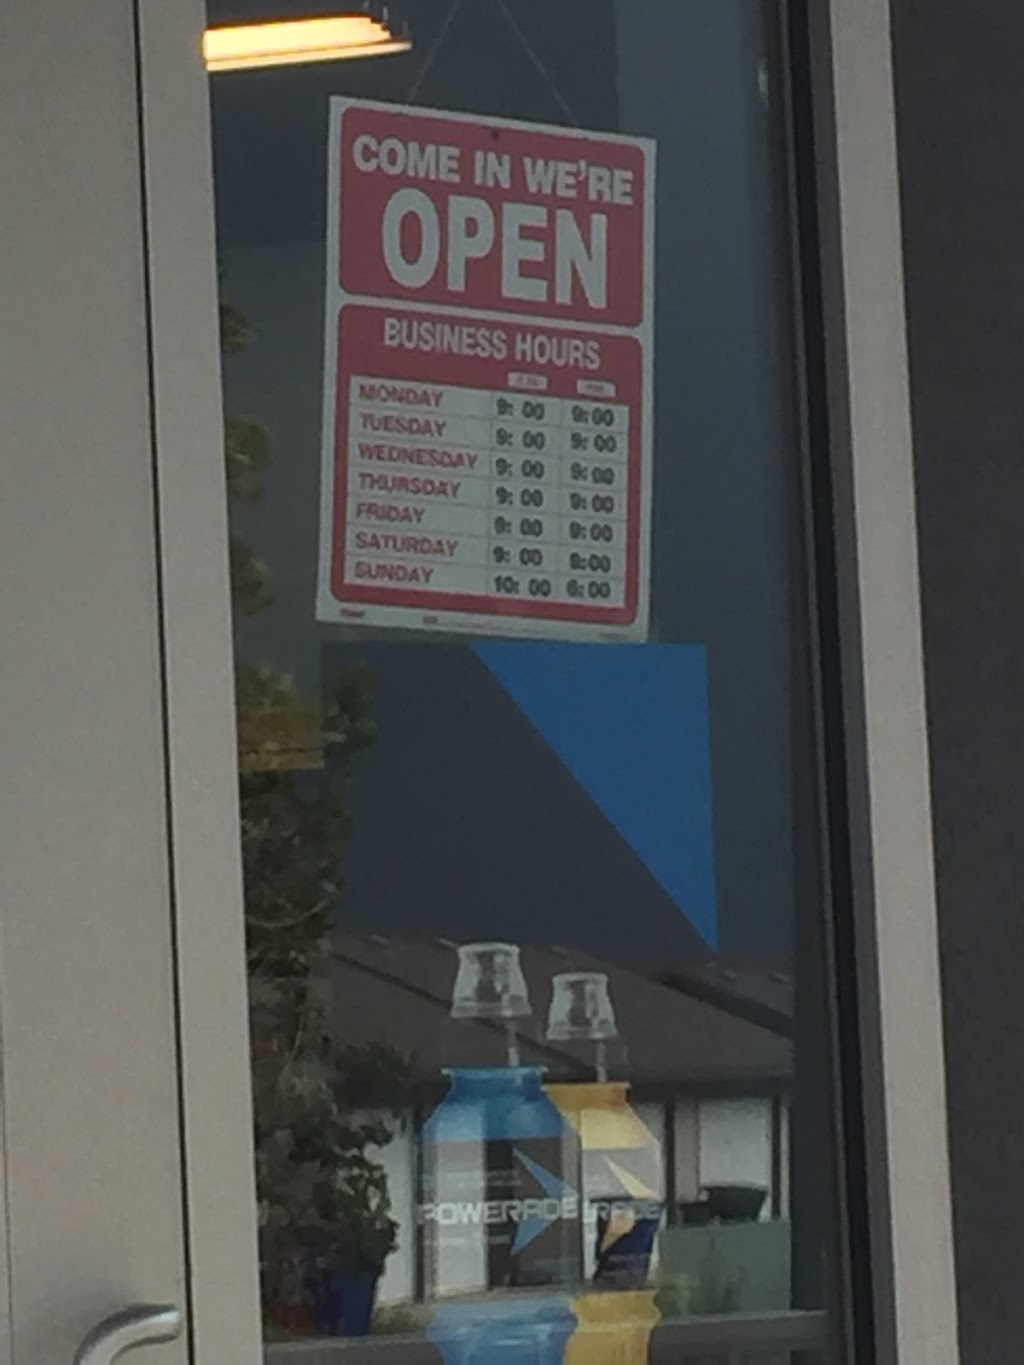 COME IN WE'RE
OPEN
BUSINESS HOURS
MONDAY 9:00 9:00
TUESDAY 9:00 9:00
WEDNESDAY 9:00 9:00
THURSDAY 9:00 9:00
FRIDAY 9:00 9:00
SATURDAY 9:00 9:00
SUNDAY 10:00 6:00
POWERADE RADE